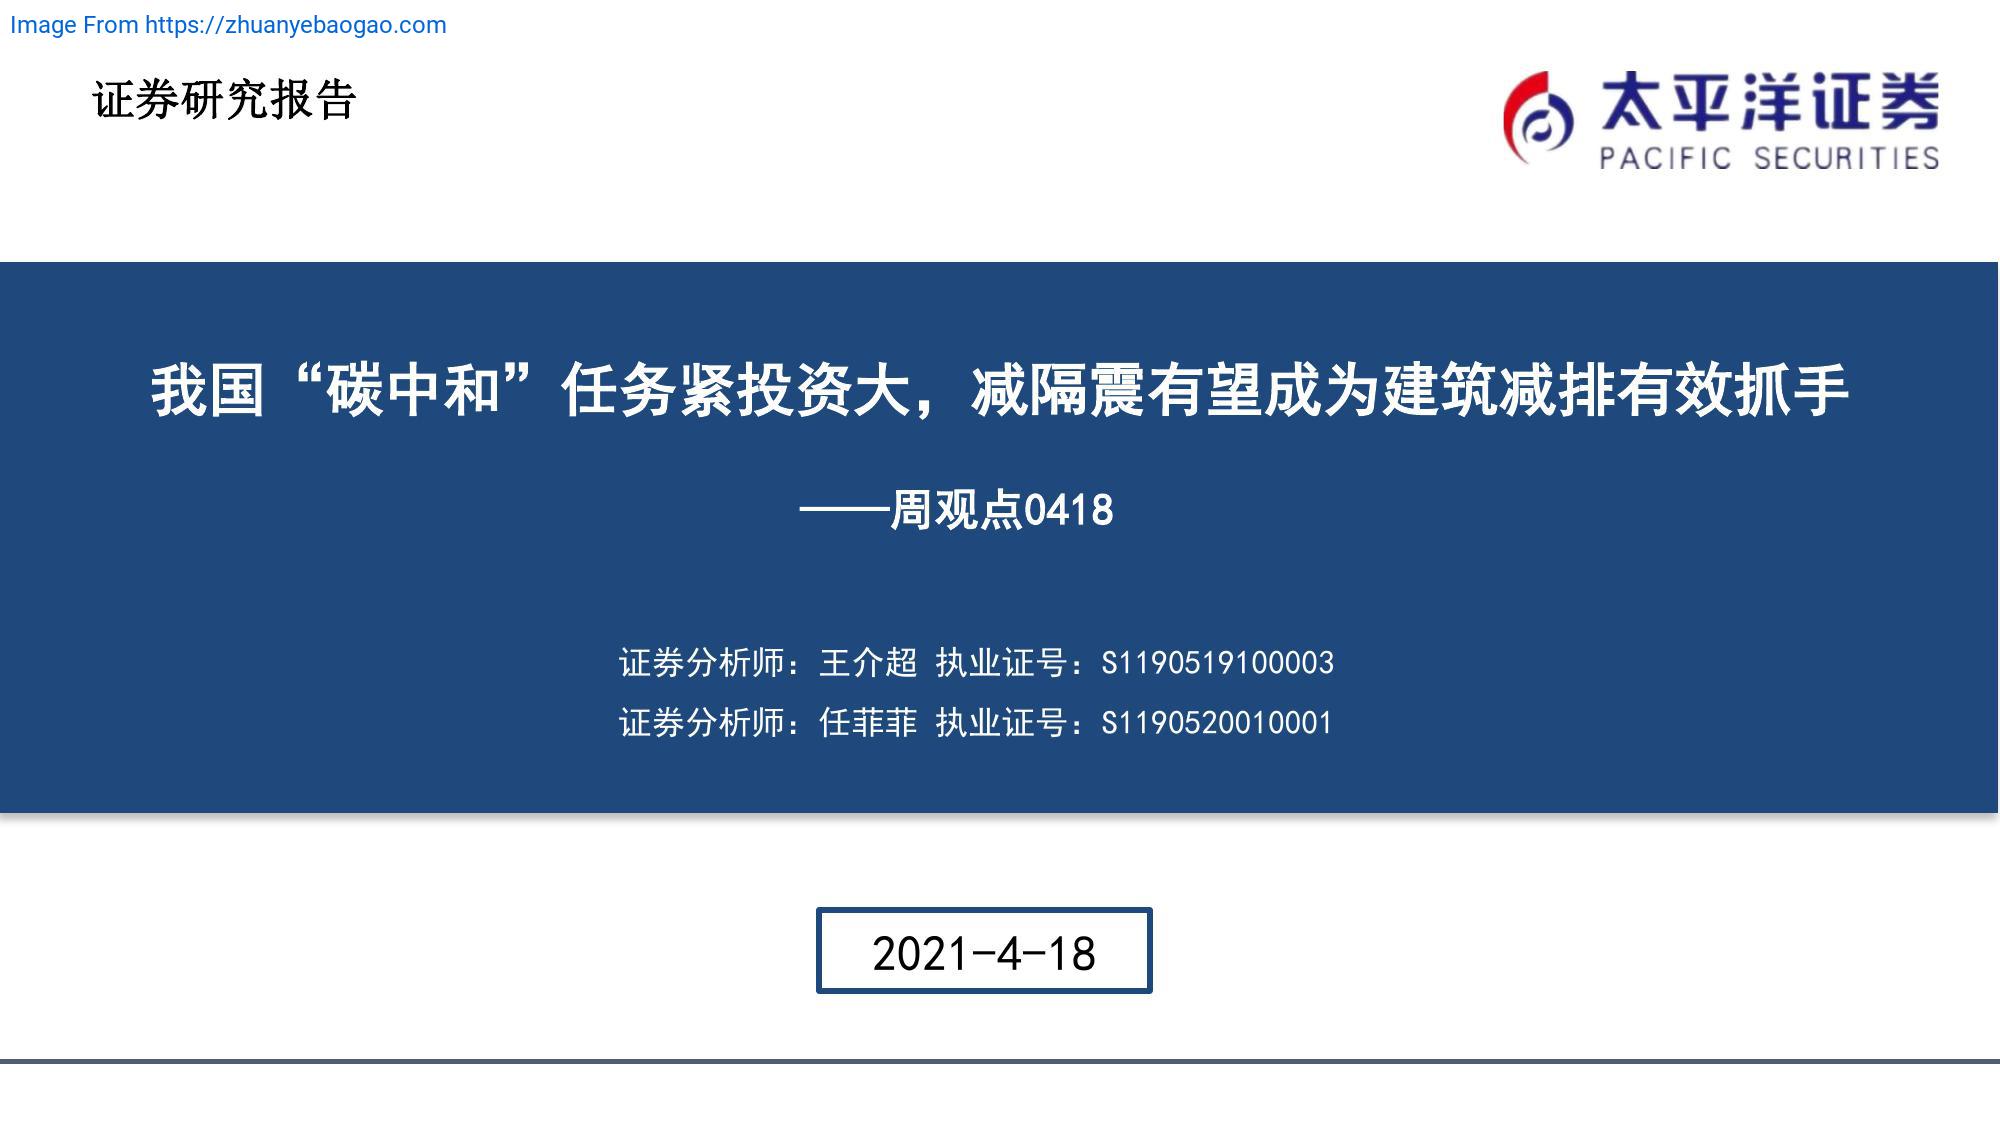 Image From https://zhuanyebaogao.com
证券研究报告
太平洋证券
PACIFIC SECURITIES
我国“碳中和”任务紧投资大，减隔震有望成为建筑减排有效抓手
——周观点0418
证券分析师：王介超 执业证号：S1190519100003
证券分析师：任菲菲 执业证号：S1190520010001
2021-4-18